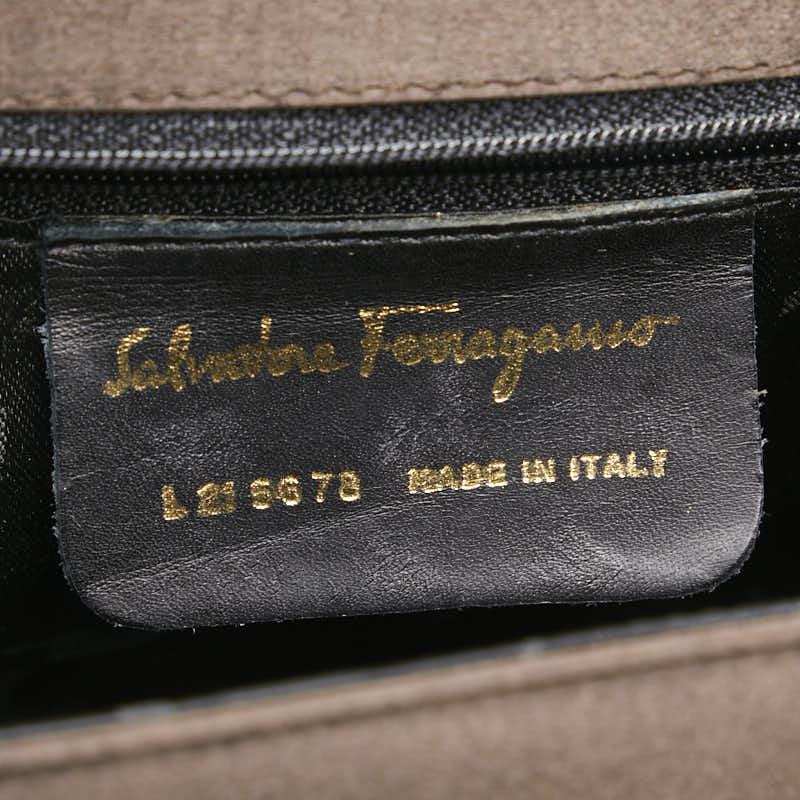 Salvatore Ferragamo
L 21 5678 MADE IN ITALY